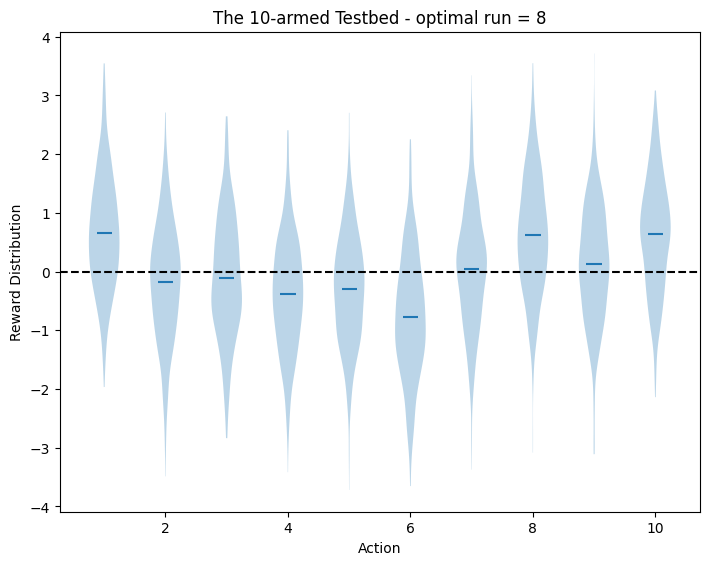 The 10-armed Testbed - optimal run = 8
Reward Distribution
4
3
2
1
0
−1
−2
−3
−4
2 4 6 8 10
Action